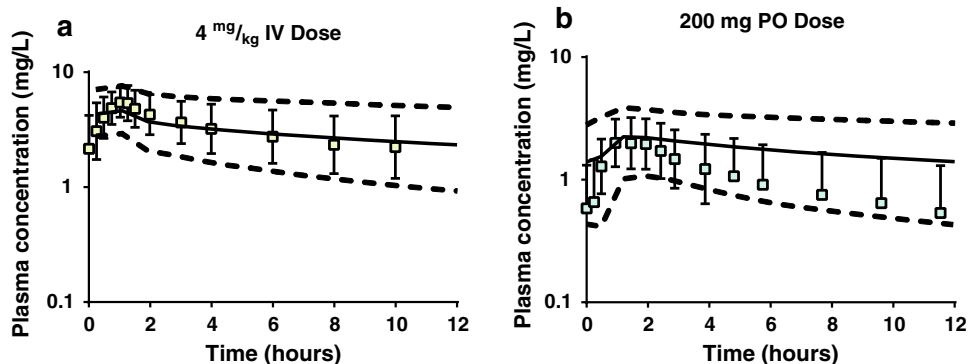 a
4 mg/kg IV Dose
Plasma concentration (mg/L)
10
1
0.1
0 2 4 6 8 10 12
Time (hours)
b
200 mg PO Dose
Plasma concentration (mg/L)
10
1
0.1
0 2 4 6 8 10 12
Time (hours)